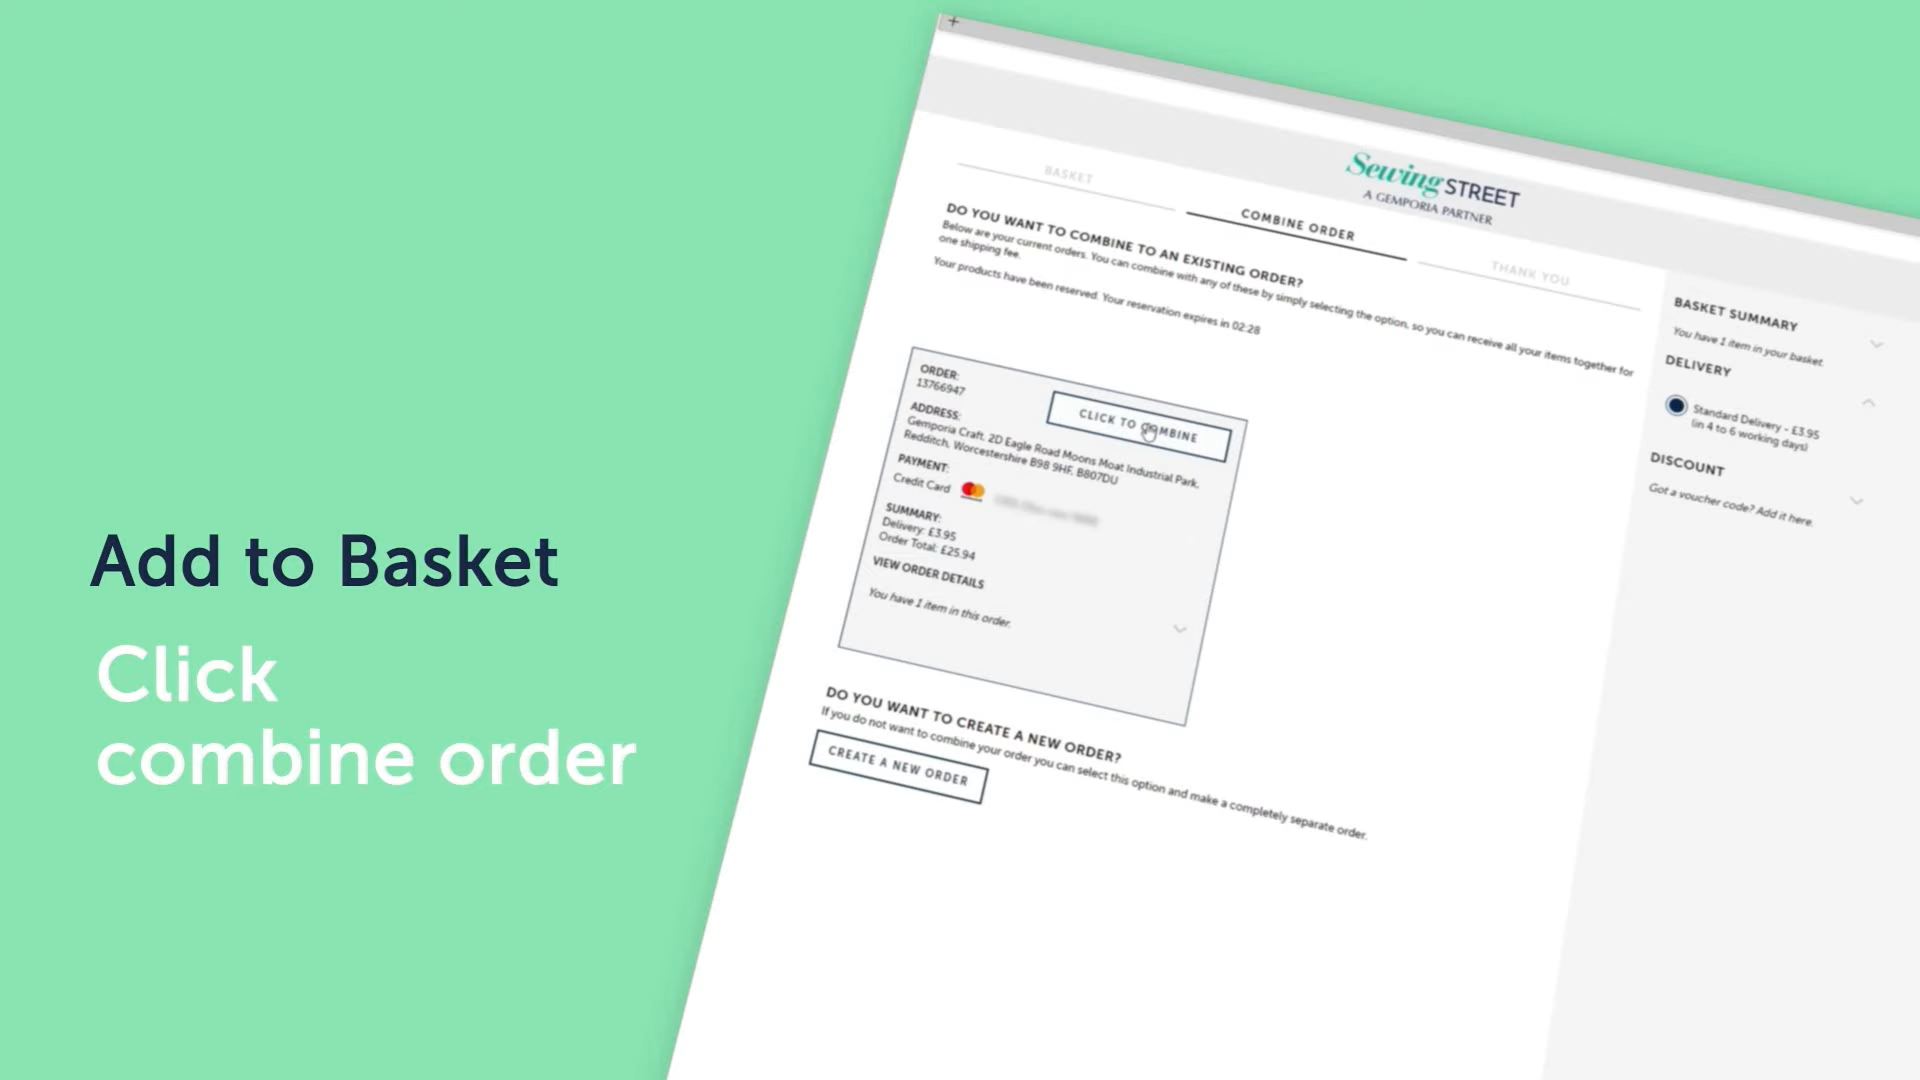 Add to Basket
Click
combine order
Sewing STREET
A GEMPORIA PARTNER
BASKET
COMBINE ORDER
THANK YOU
DO YOU WANT TO COMBINE TO AN EXISTING ORDER?
Below are your current orders. You can combine with any of these by simply selecting the option, so you can receive all your items together for
one shipping fee.
Your products have been reserved. Your reservation expires in 02:28
ORDER:
13766947
CLICK TO COMBINE
ADDRESS:
Gemporia Craft, 2D Eagle Road Moons Moat Industrial Park,
Redditch, Worcestershire B98 9HF, B807DU
PAYMENT:
Credit Card
SUMMARY:
Delivery: £3.95
Order Total: £25.94
VIEW ORDER DETAILS
You have 1 item in this order.
DO YOU WANT TO CREATE A NEW ORDER?
If you do not want to combine your order you can select this option and make a completely separate order.
CREATE A NEW ORDER
BASKET SUMMARY
You have 1 item in your basket.
DELIVERY
Standard Delivery - £3.95
(in 4 to 6 working days)
DISCOUNT
Got a voucher code? Add it here.